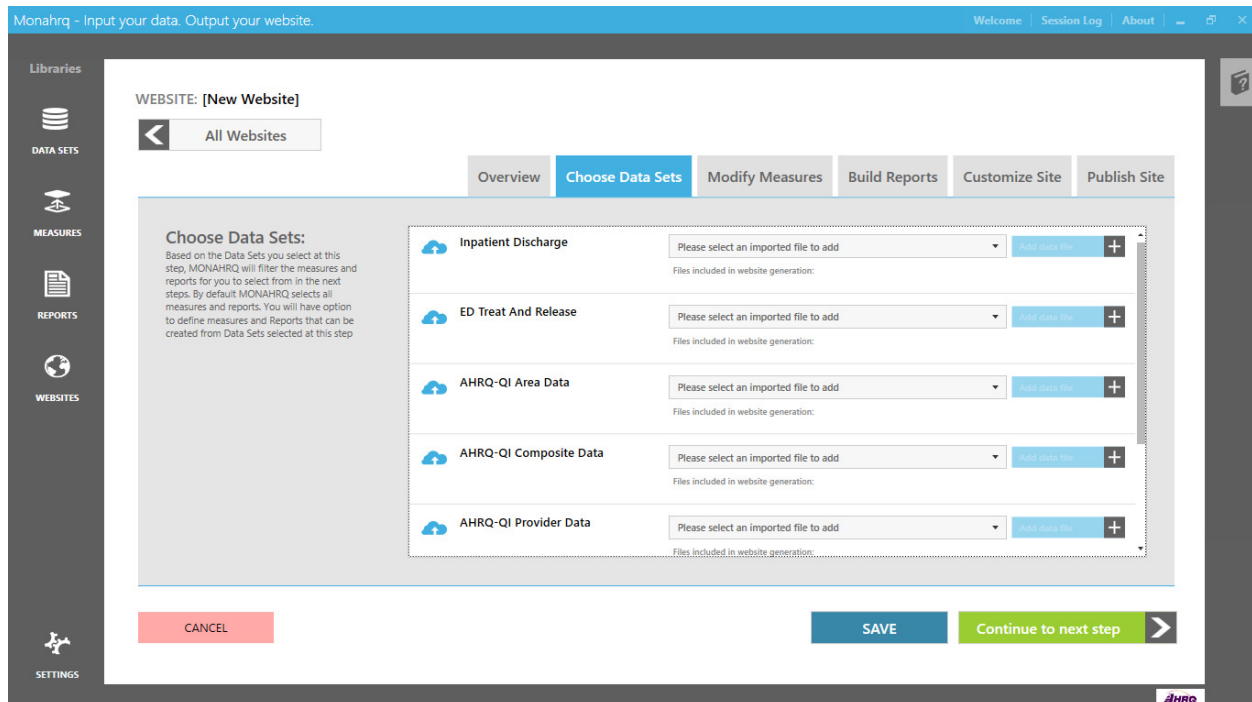 Monahrq - Input your data. Output your website.
Welcome | Session Log | About
Libraries
DATA SETS
MEASURES
REPORTS
WEBSITES
SETTINGS
WEBSITE: [New Website]
All Websites
Overview
Choose Data Sets
Modify Measures
Build Reports
Customize Site
Publish Site
Choose Data Sets:
Based on the Data Sets you select at this
step, MONAHRQ will filter the measures and
reports for you to select from in the next
steps. By default MONAHRQ selects all
measures and reports. You will have option
to define measures and Reports that can be
created from Data Sets selected at this step
Inpatient Discharge
Please select an imported file to add
Add data file
Files included in website generation:
ED Treat And Release
Please select an imported file to add
Add data file
Files included in website generation:
AHRQ-QI Area Data
Please select an imported file to add
Add data file
Files included in website generation:
AHRQ-QI Composite Data
Please select an imported file to add
Add data file
Files included in website generation:
AHRQ-QI Provider Data
Please select an imported file to add
Add data file
Files included in website generation:
CANCEL
SAVE
Continue to next step
AHRQ